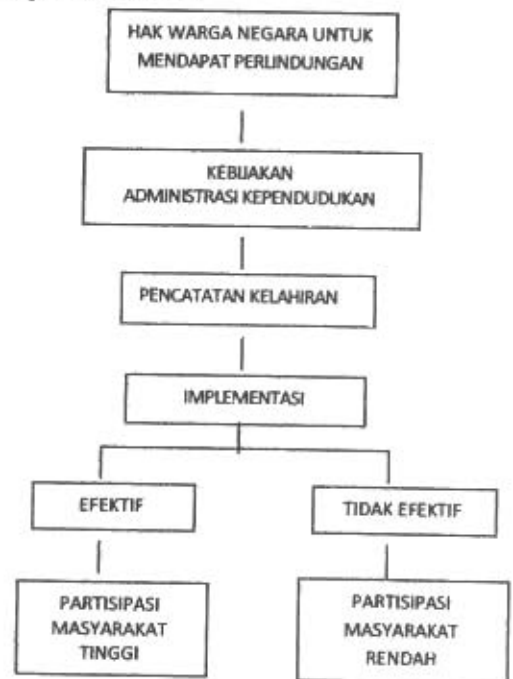 HAK WARGA NEGARA UNTUK
MENDAPAT PERLINDUNGAN
KEBIJAKAN
ADMINISTRASI KEPENDUDUKAN
PENCATATAN KELAHIRAN
IMPLEMENTASI
EFEKTIF
TIDAK EFEKTIF
PARTISIPASI
MASYARAKAT
TINGGI
PARTISIPASI
MASYARAKAT
RENDAH